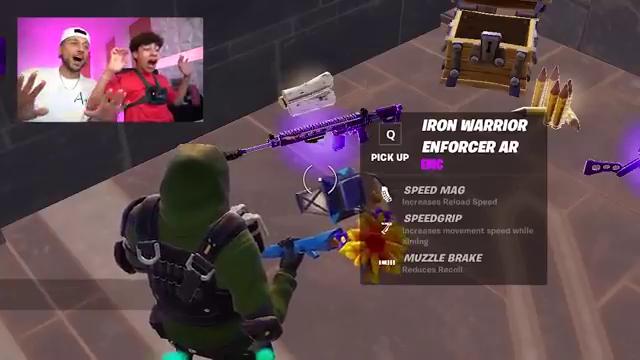 Q
PICK UP
IRON WARRIOR
ENFORCER AR
EPIC
SPEED MAG
Increases Reload Speed
SPEEDGRIP
Increases movement speed while
aiming
MUZZLE BRAKE
Reduces Recoil